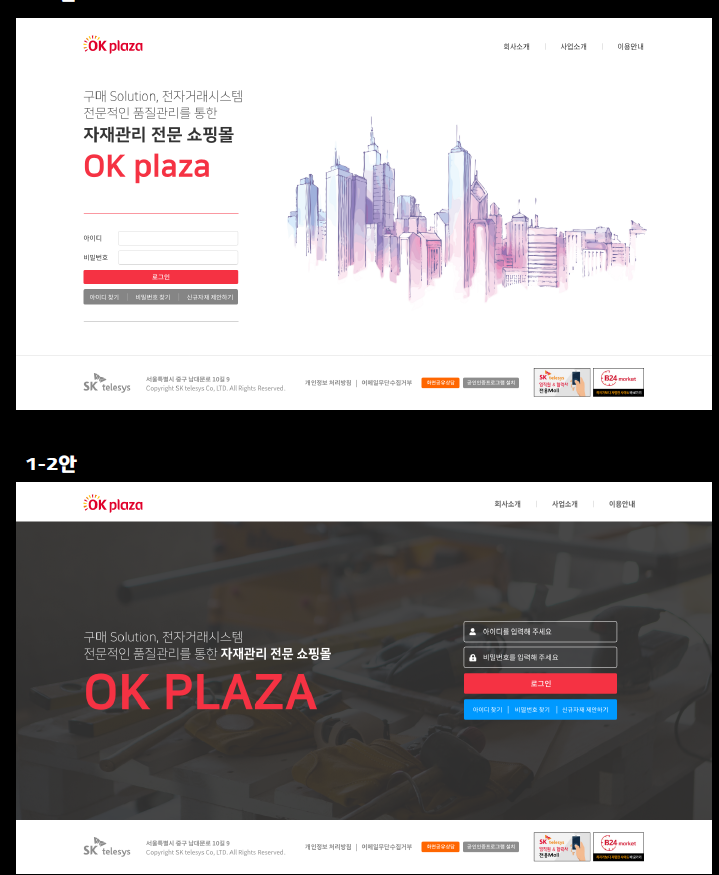 OK plaza
회사소개 | 사업소개 | 이용안내
구매 Solution, 전자거래시스템
전문적인 품질관리를 통한
자재관리 전문 쇼핑몰
OK plaza
아이디
비밀번호
로그인
아이디 찾기 | 비밀번호 찾기 | 신규자재 제안하기
SK telesys
서울특별시 중구 남대문로 10길 9
Copyright SK telesys Co, LTD. All Rights Reserved.
개인정보 처리방침 | 이메일무단수집거부
화면공유상담
공인인증프로그램 설치
SK telesys
임직원 & 협력사
전용Mall
B24 market
1-2안
OK plaza
회사소개 | 사업소개 | 이용안내
구매 Solution, 전자거래시스템
전문적인 품질관리를 통한 자재관리 전문 쇼핑몰
OK PLAZA
아이디를 입력해 주세요
비밀번호를 입력해 주세요
로그인
아이디 찾기 | 비밀번호 찾기 | 신규자재 제안하기
SK telesys
서울특별시 중구 남대문로 10길 9
Copyright SK telesys Co, LTD. All Rights Reserved.
개인정보 처리방침 | 이메일무단수집거부
화면공유상담
공인인증프로그램 설치
SK telesys
임직원 & 협력사
전용Mall
B24 market